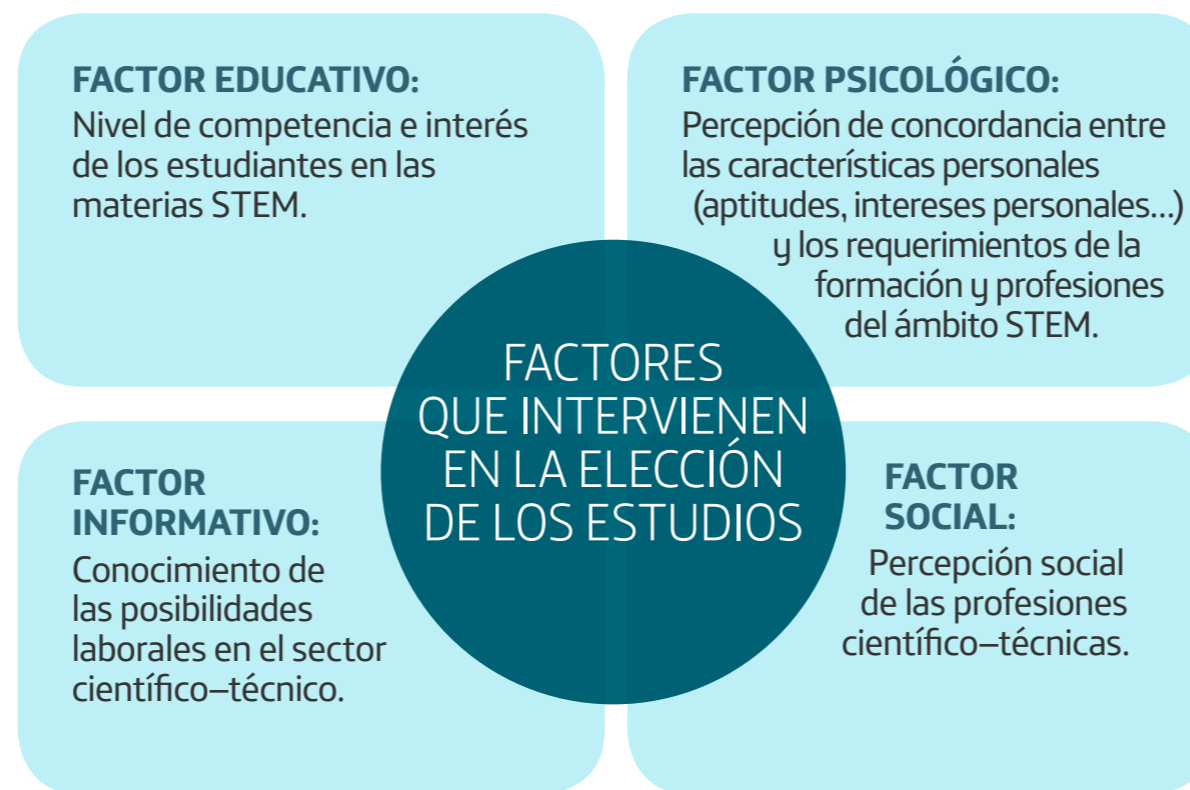 FACTOR EDUCATIVO:
Nivel de competencia e interés
de los estudiantes en las
materias STEM.
FACTOR PSICOLÓGICO:
Percepción de concordancia entre
las características personales
(aptitudes, intereses personales...)
y los requerimientos de la
formación y profesiones
del ámbito STEM.
FACTORES
QUE INTERVIENEN
EN LA ELECCIÓN
DE LOS ESTUDIOS
FACTOR
INFORMATIVO:
Conocimiento de
las posibilidades
laborales en el sector
científico–técnico.
FACTOR
SOCIAL:
Percepción social
de las profesiones
científico–técnicas.